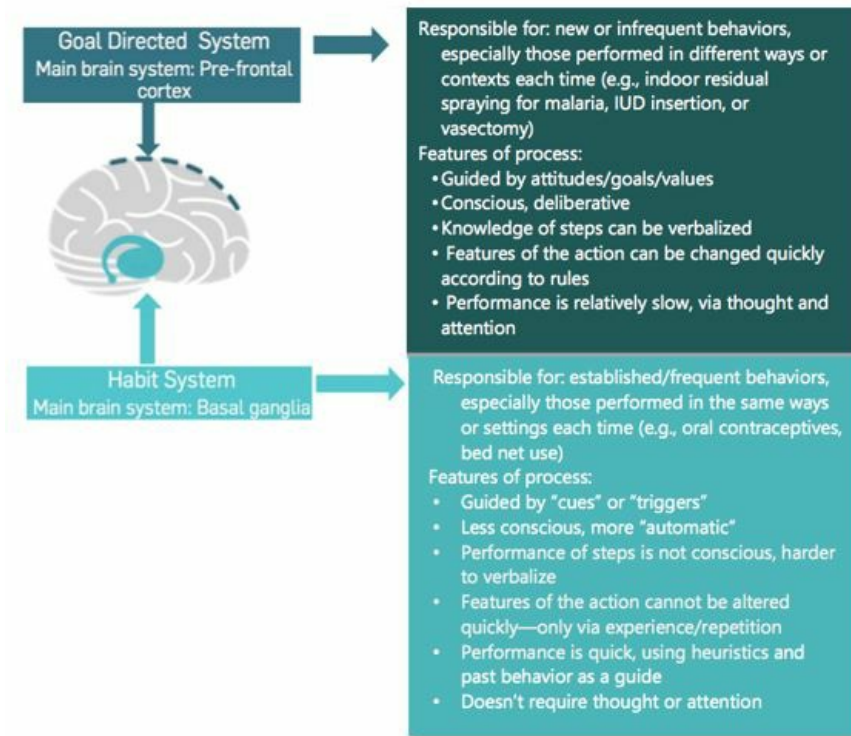 Goal Directed System
Main brain system: Pre-frontal
cortex
Responsible for: new or infrequent behaviors,
especially those performed in different ways or
contexts each time (e.g., indoor residual
spraying for malaria, IUD insertion, or
vasectomy)
Features of process:
•Guided by attitudes/goals/values
•Conscious, deliberative
•Knowledge of steps can be verbalized
• Features of the action can be changed quickly
according to rules
• Performance is relatively slow, via thought and
attention
Habit System
Main brain system: Basal ganglia
Responsible for: established/frequent behaviors,
especially those performed in the same ways
or settings each time (e.g., oral contraceptives,
bed net use)
Features of process:
• Guided by “cues” or “triggers”
• Less conscious, more “automatic“
• Performance of steps is not conscious, harder
to verbalize
• Features of the action cannot be altered
quickly—only via experience/repetition
• Performance is quick, using heuristics and
past behavior as a guide
• Doesn’t require thought or attention